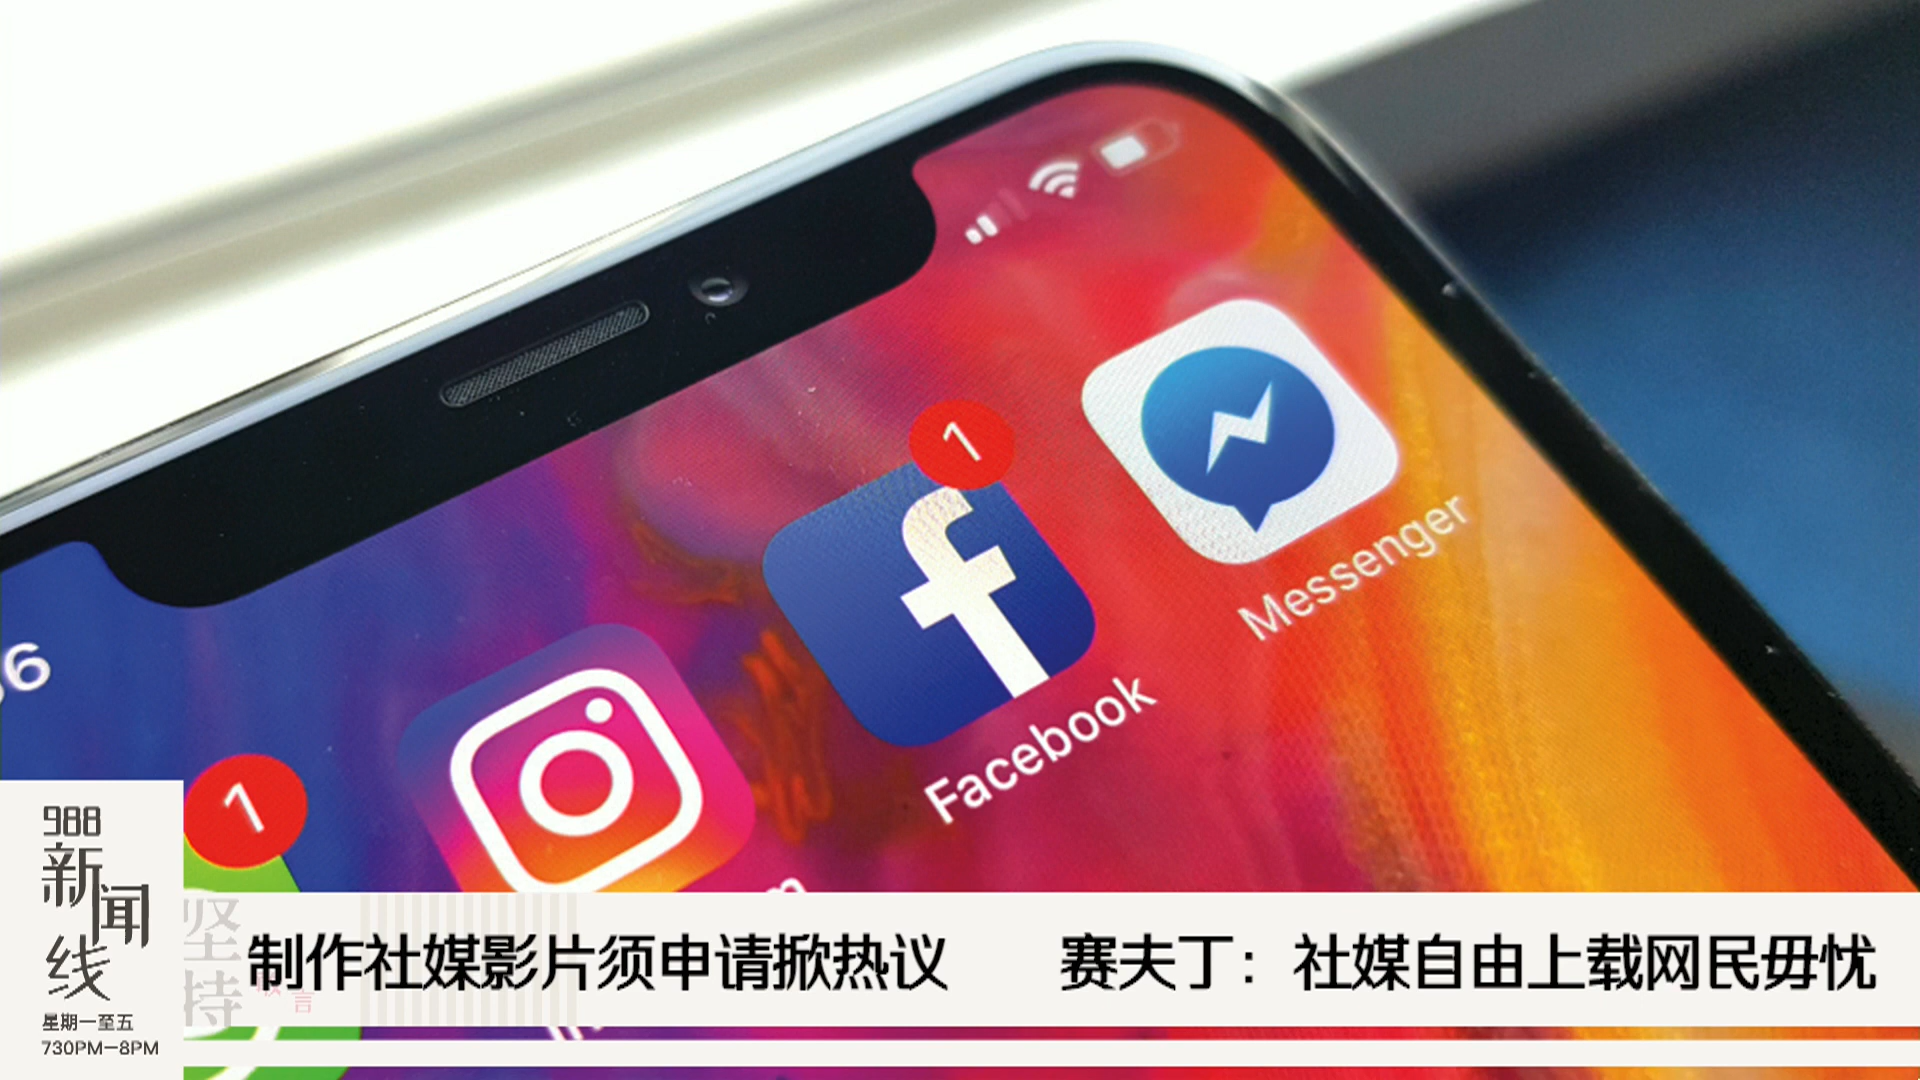 1
Messenger
1
Facebook
6
1
988
新闻
线
星期一至五
730PM—8PM
坚持
言
制作社媒影片须申请掀热议 赛夫丁：社媒自由上载网民毋忧